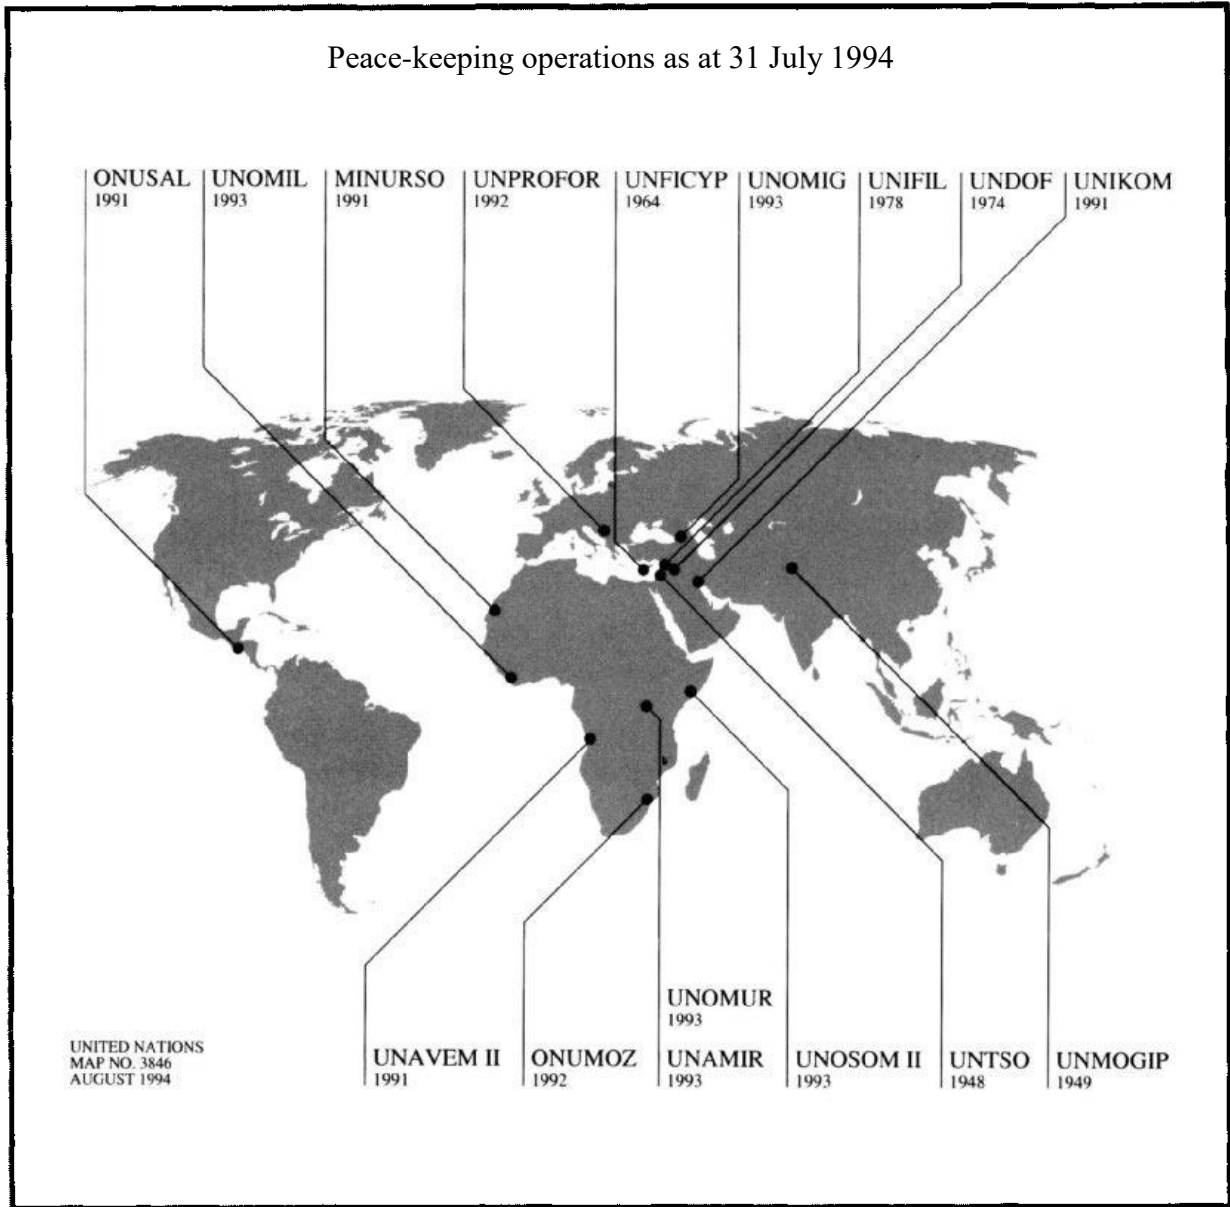 Peace-keeping operations as at 31 July 1994
ONUSAL
1991
UNOMIL
1993
MINURSO
1991
UNPROFOR
1992
UNFICYP
1964
UNOMIG
1993
UNIFIL
1978
UNDOF
1974
UNIKOM
1991
UNITED NATIONS
MAP NO. 3846
AUGUST 1994
UNAVEM II
1991
ONUMOZ
1992
UNOMUR
1993
UNAMIR
1993
UNOSOM II
1993
UNTSO
1948
UNMOGIP
1949